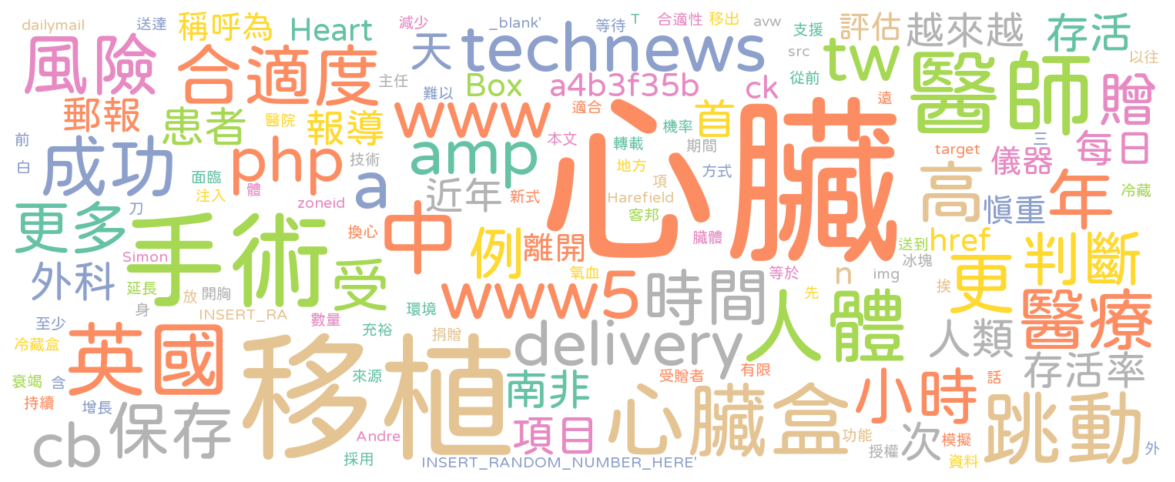 dailymail 送達 稱呼為 Heart 減少 _blank' 等待 T 合適性 移出 avw 支援 評估 越來越 存活
風險 合適度 天 technews src tw 從前 以往
主任 難以 Box a4b3f35b ck 遠 醫師 贈
郵報 患者 醫院 報導 www 適合 心臟 機率 首
前 本文 轉載 期間 三 每日
白 成功 面臨 php 技術 a amp 地方 方式 target 儀器
注入 體 zoneid 近年 新式 Harefield 項 高 慎重 年 冷藏
更多 刀 手術 換心 中 例 離開 客邦 臟體 送到 href
外科 Simon 受 氧血 等於 n 冰塊 更 判斷
延長 放 開胸 環境 www5 時間 先 img 挨
至少 身 INSERT_RA 數量 充裕 捐贈 人體 人類 醫療
冷藏盒 英國 移植 delivery 有限 話 存活率
衰竭 含 來源 南非 受贈者 小時
持續 增長 保存 Andre 項目 心臟盒 功能 次 模擬 跳動 外
cb 採用 INSERT_RANDOM_NUMBER_HERE' 授權 資料